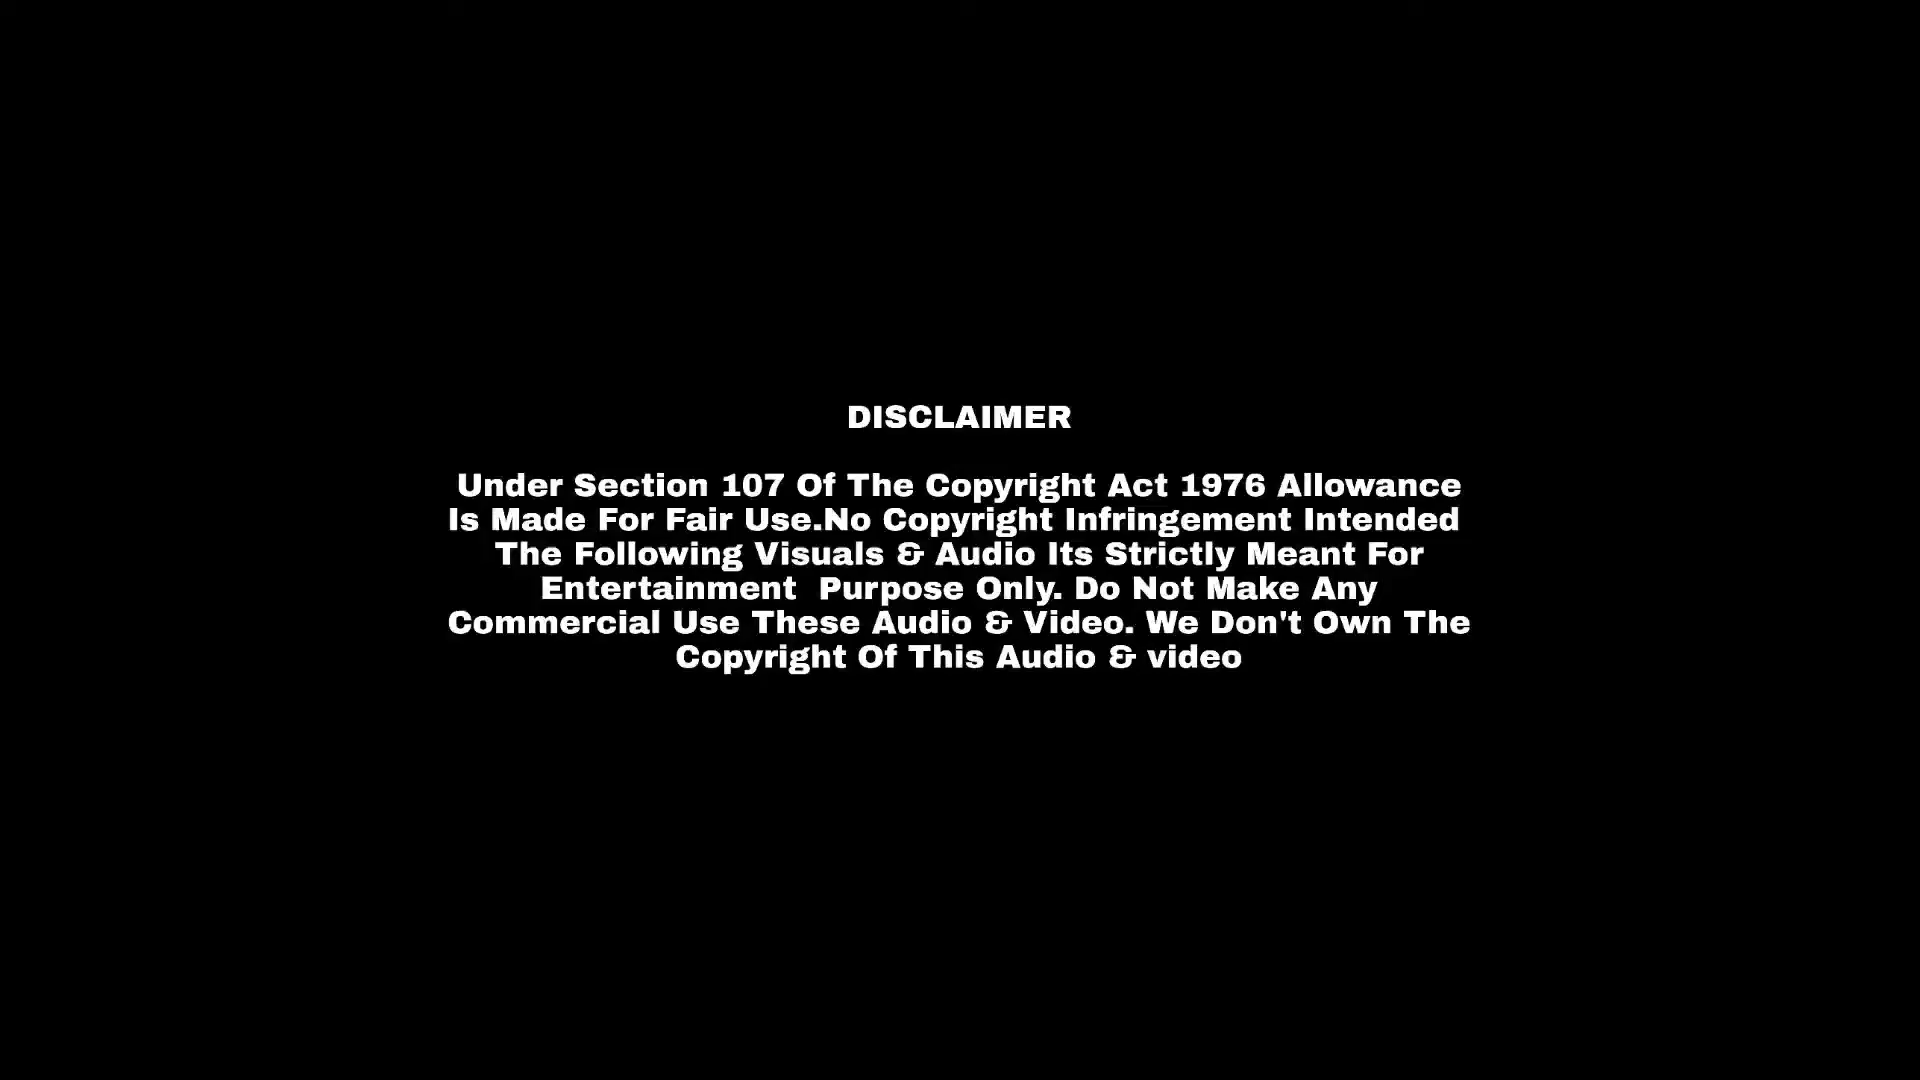 DISCLAIMER
Under Section 107 Of The Copyright Act 1976 Allowance
Is Made For Fair Use.No Copyright Infringement Intended
The Following Visuals & Audio Its Strictly Meant For
Entertainment  Purpose Only. Do Not Make Any
Commercial Use These Audio & Video. We Don't Own The
Copyright Of This Audio & video